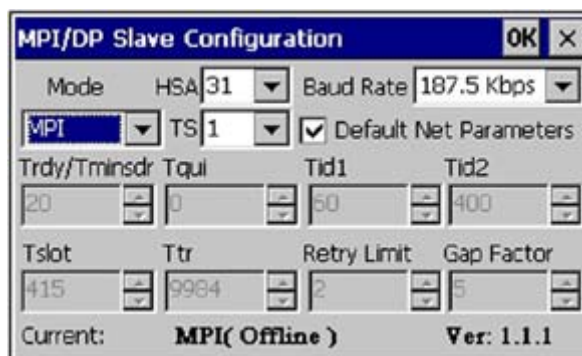 MPI/DP Slave Configuration OK ×
Mode HSA 31 Baud Rate 187.5 Kbps
MPI TS 1 Default Net Parameters
Trdy/Tminsdr Tqui Tid1 Tid2
20 0 60 400
Tslot Ttr Retry Limit Gap Factor
415 9984 2 5
Current: MPI( Offline ) Ver: 1.1.1